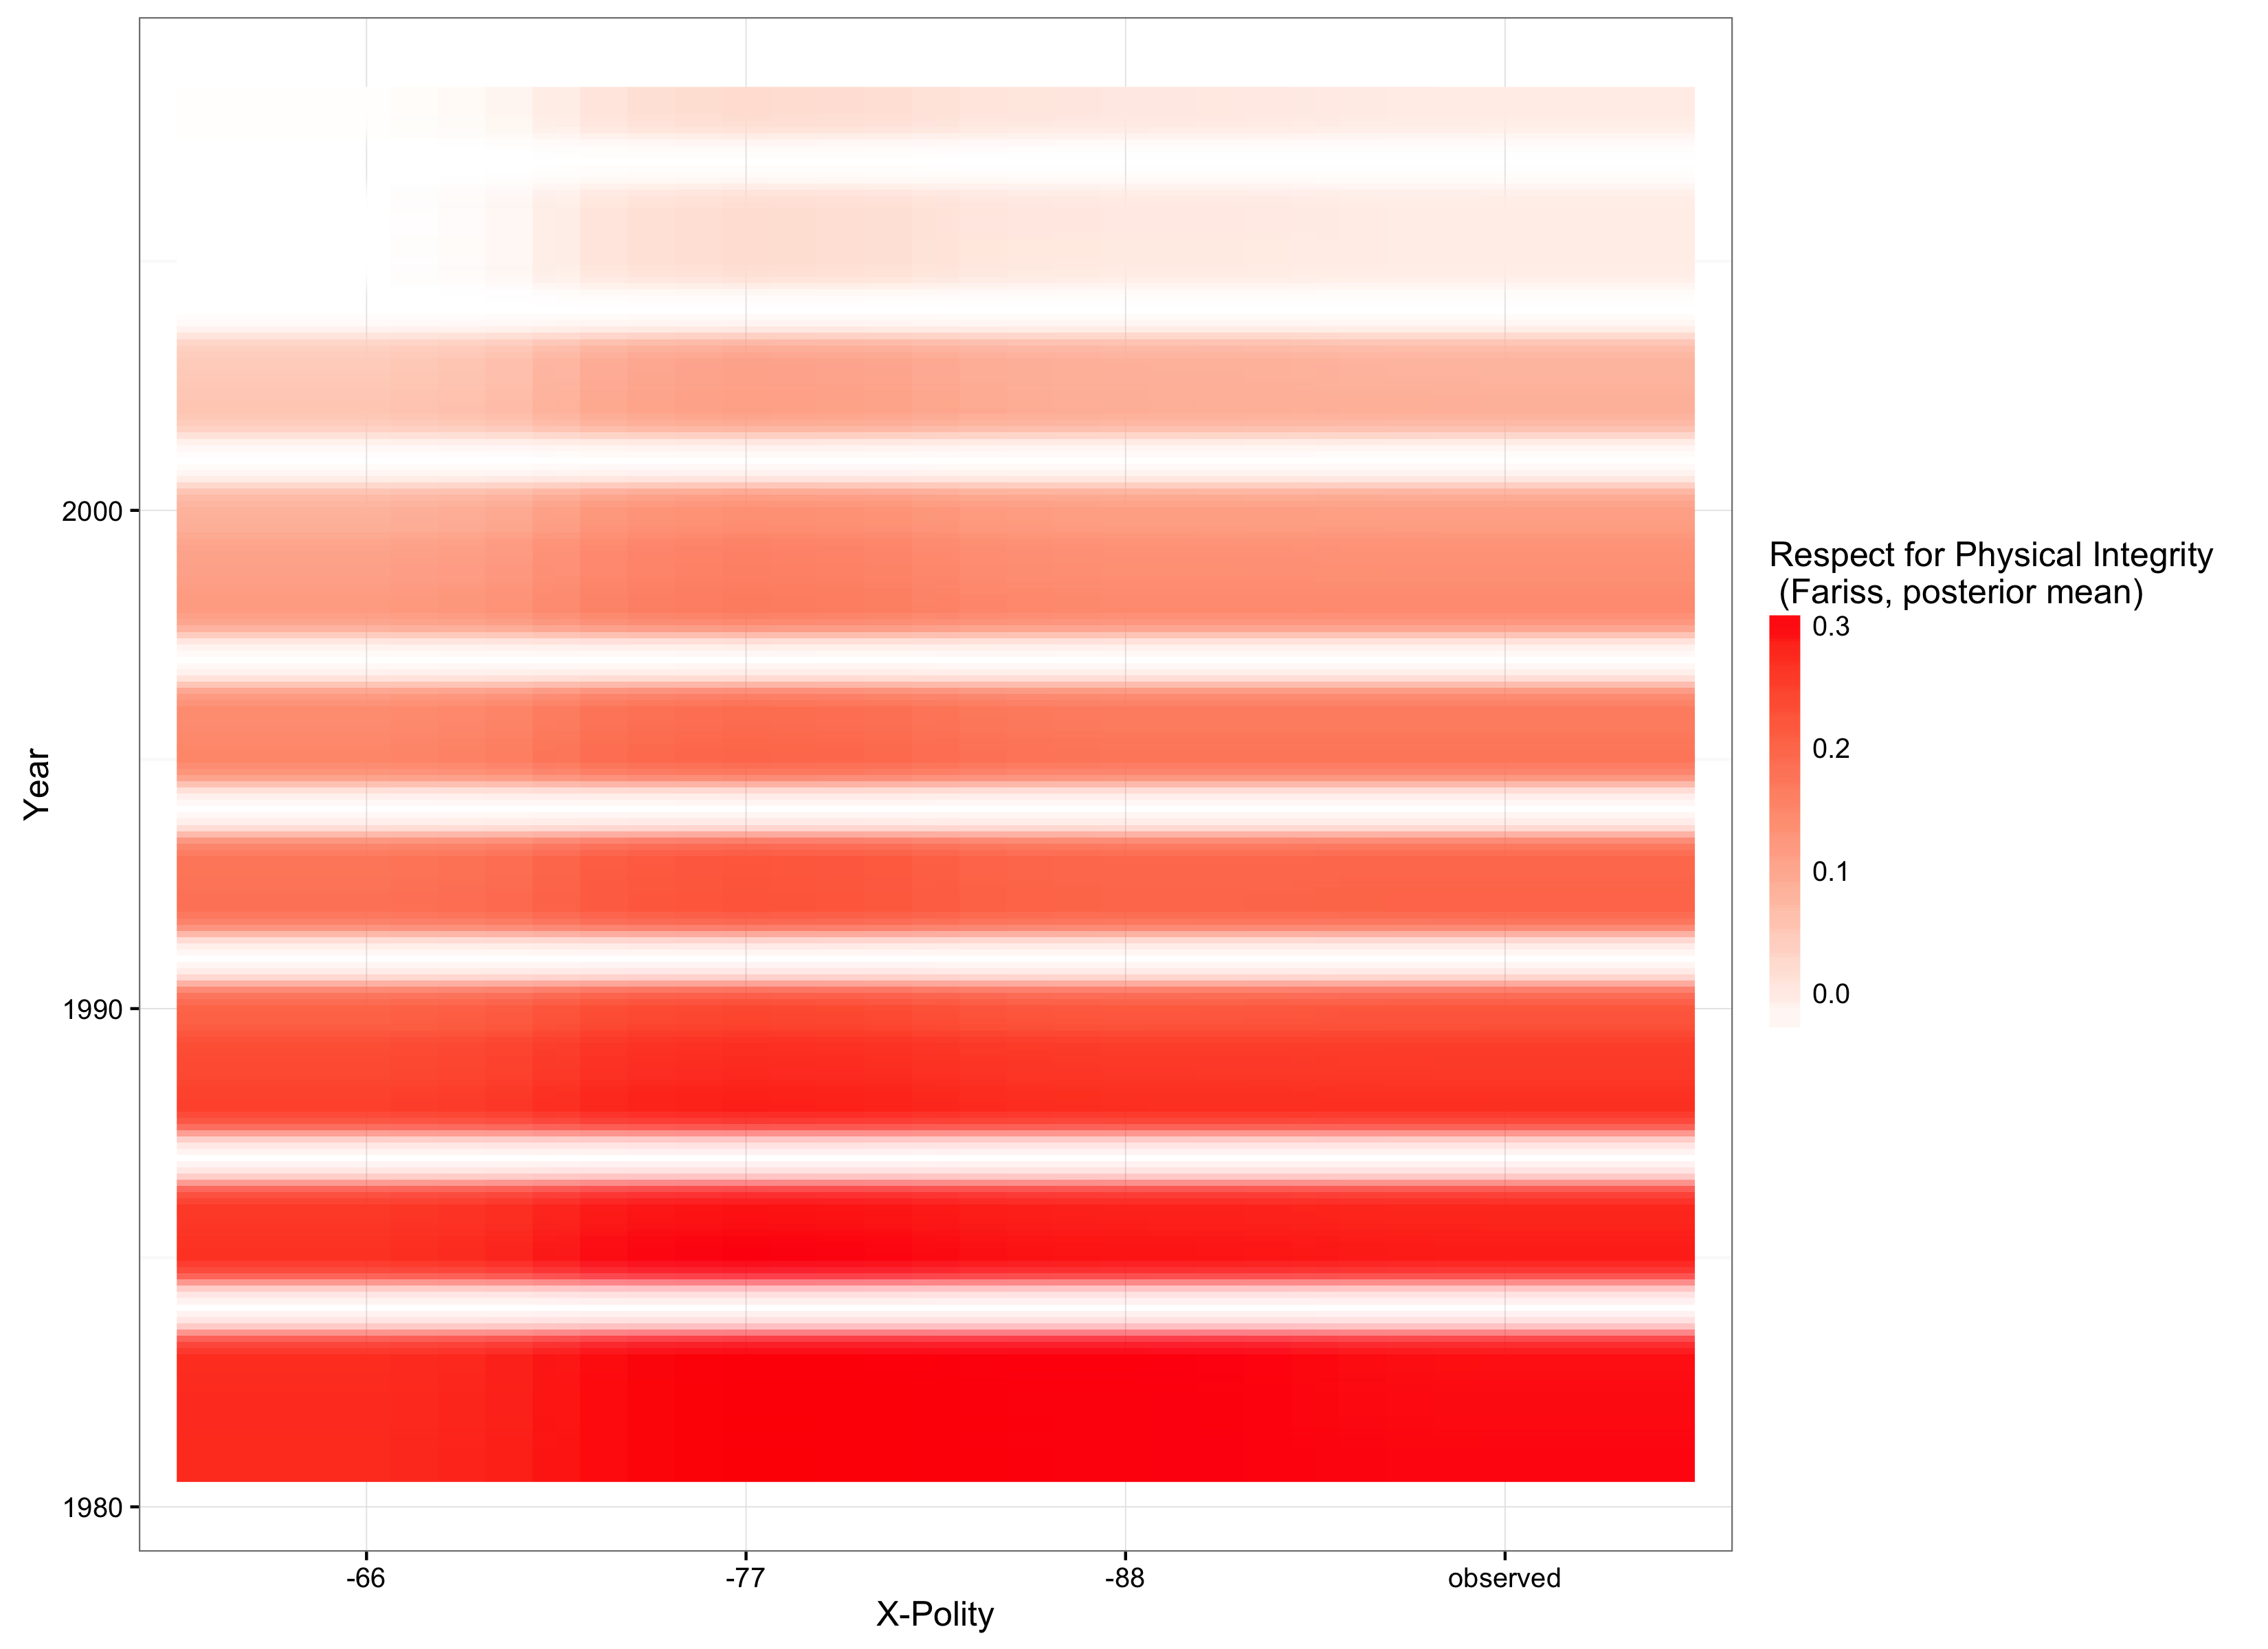 2000
1990
1980
Year
-66
-77
-88
observed
X-Polity
Respect for Physical Integrity
(Fariss, posterior mean)
0.3
0.2
0.1
0.0